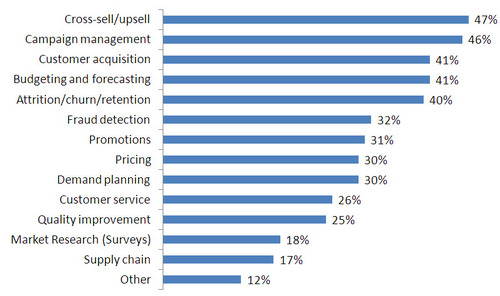 Cross-sell/upsell 47%
Campaign management 46%
Customer acquisition 41%
Budgeting and forecasting 41%
Attrition/churn/retention 40%
Fraud detection 32%
Promotions 31%
Pricing 30%
Demand planning 30%
Customer service 26%
Quality improvement 25%
Market Research (Surveys) 18%
Supply chain 17%
Other 12%